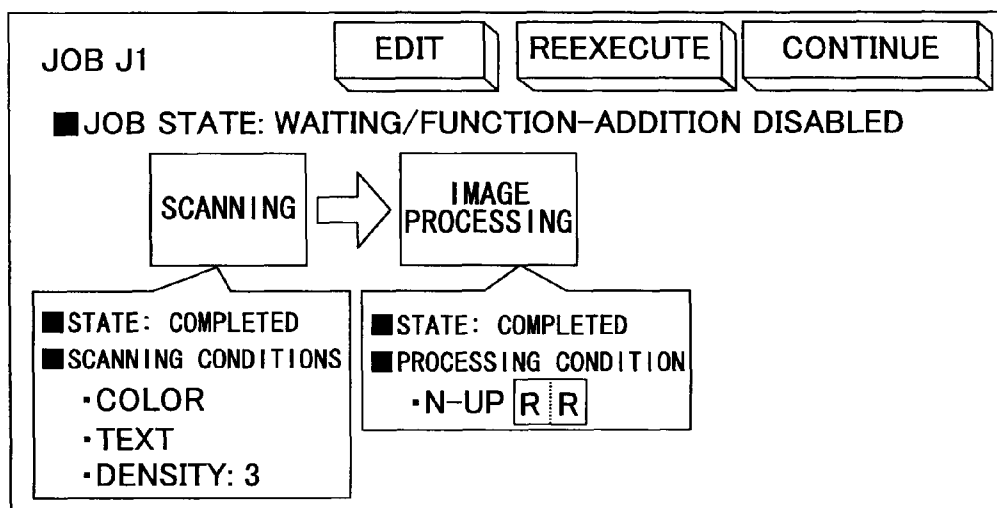 JOB J1
EDIT
REEXECUTE
CONTINUE
■JOB STATE: WAITING/FUNCTION-ADDITION DISABLED
SCANNING
IMAGE
PROCESSING
■STATE: COMPLETED
■SCANNING CONDITIONS
・COLOR
・TEXT
・DENSITY: 3
■STATE: COMPLETED
■PROCESSING CONDITION
・N-UP R R